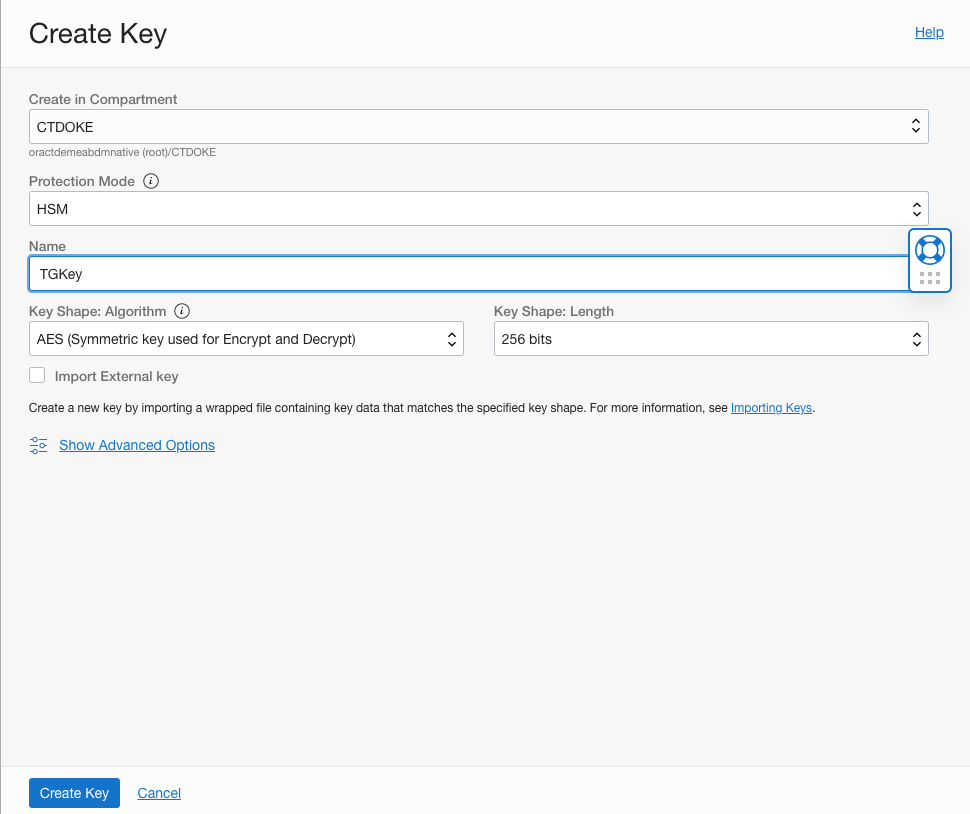 Create Key
Help
Create in Compartment
CTDOKE
oractdemeabdmnative (root)/CTDOKE
Protection Mode
HSM
Name
TGKey
Key Shape: Algorithm
Key Shape: Length
AES (Symmetric key used for Encrypt and Decrypt)
256 bits
Import External key
Create a new key by importing a wrapped file containing key data that matches the specified key shape. For more information, see Importing Keys.
Show Advanced Options
Create Key
Cancel